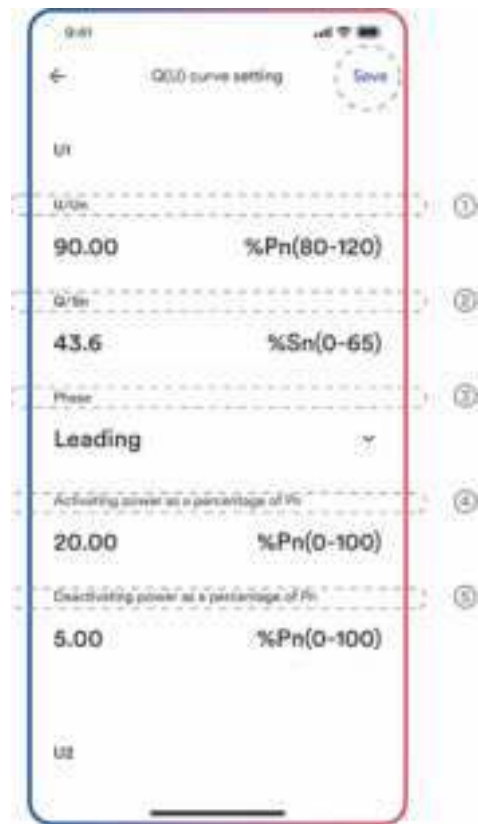 9:41
Q(U) curve setting
Save
U1
U/Un
①
90.00 %Pn(80-120)
Q/Sn
②
43.6 %Sn(0-65)
Phase
③
Leading
Activating power as a percentage of Pn
④
20.00 %Pn(0-100)
Deactivating power as a percentage of Pn
⑤
5.00 %Pn(0-100)
U2